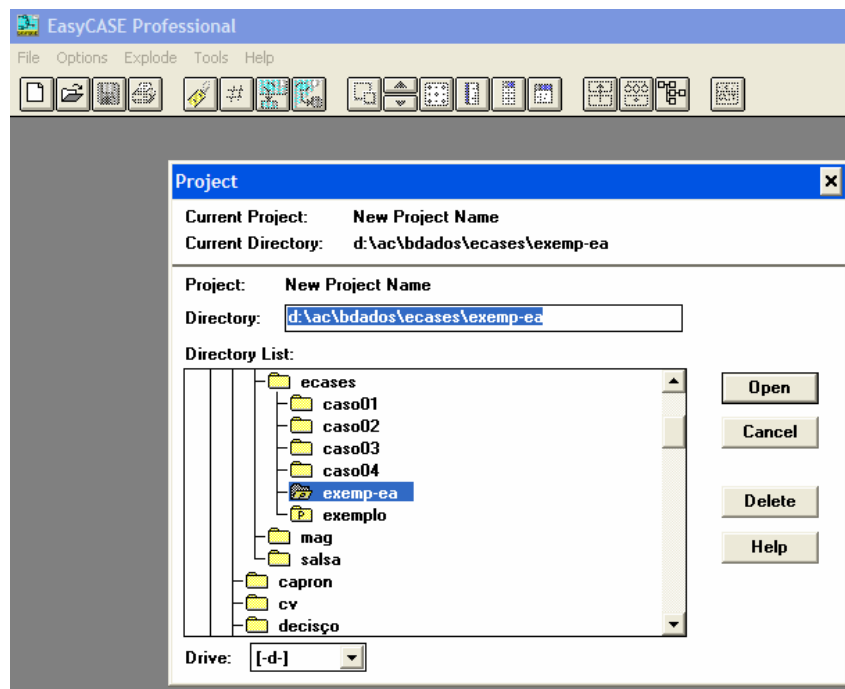 EasyCASE Professional
File Options Explode Tools Help
Project
Current Project: New Project Name
Current Directory: d:\ac\bdados\ecases\exemp-ea
Project: New Project Name
Directory: d:\ac\bdados\ecases\exemp-ea
Directory List:
ecases
caso01
caso02
caso03
caso04
exemp-ea
exemplo
mag
salsa
capron
cv
decisço
Open
Cancel
Delete
Help
Drive: [-d-]